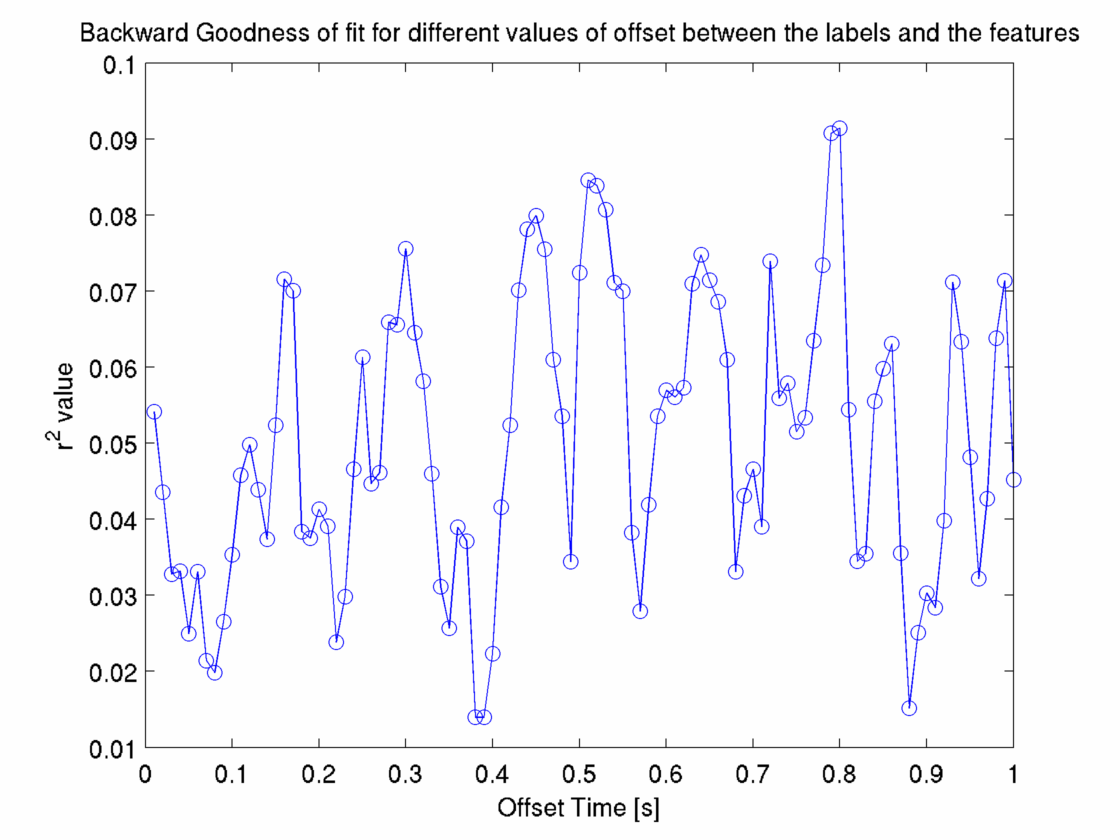 Backward Goodness of fit for different values of offset between the labels and the features
0.1
0.09
0.08
0.07
0.06
0.05
0.04
0.03
0.02
0.01
r² value
0 0.1 0.2 0.3 0.4 0.5 0.6 0.7 0.8 0.9 1
Offset Time [s]